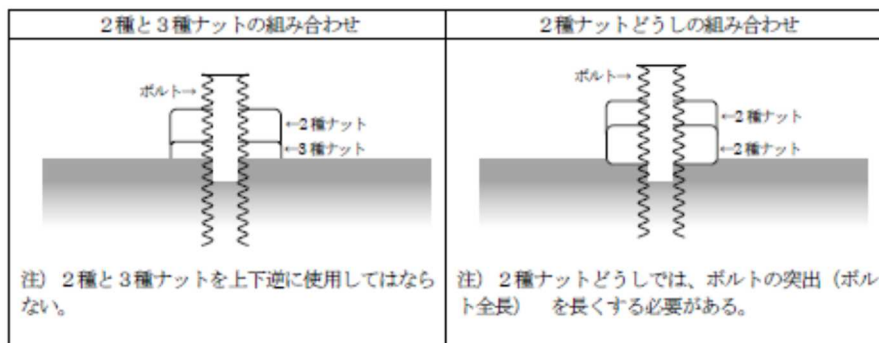 ２種と３種ナットの組み合わせ
ボルト→
←２種ナット
←３種ナット
注）２種と３種ナットを上下逆に使用してはなら
ない。
２種ナットどうしの組み合わせ
ボルト→
←２種ナット
←２種ナット
注）２種ナットどうしでは、ボルトの突出（ボル
ト全長）　を長くする必要がある。